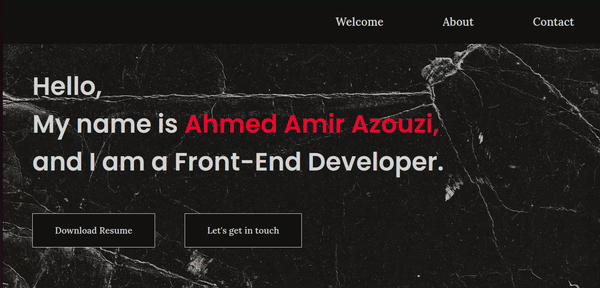 Welcome About Contact
Hello,
My name is Ahmed Amir Azouzi,
and I am a Front-End Developer.
Download Resume Let's get in touch